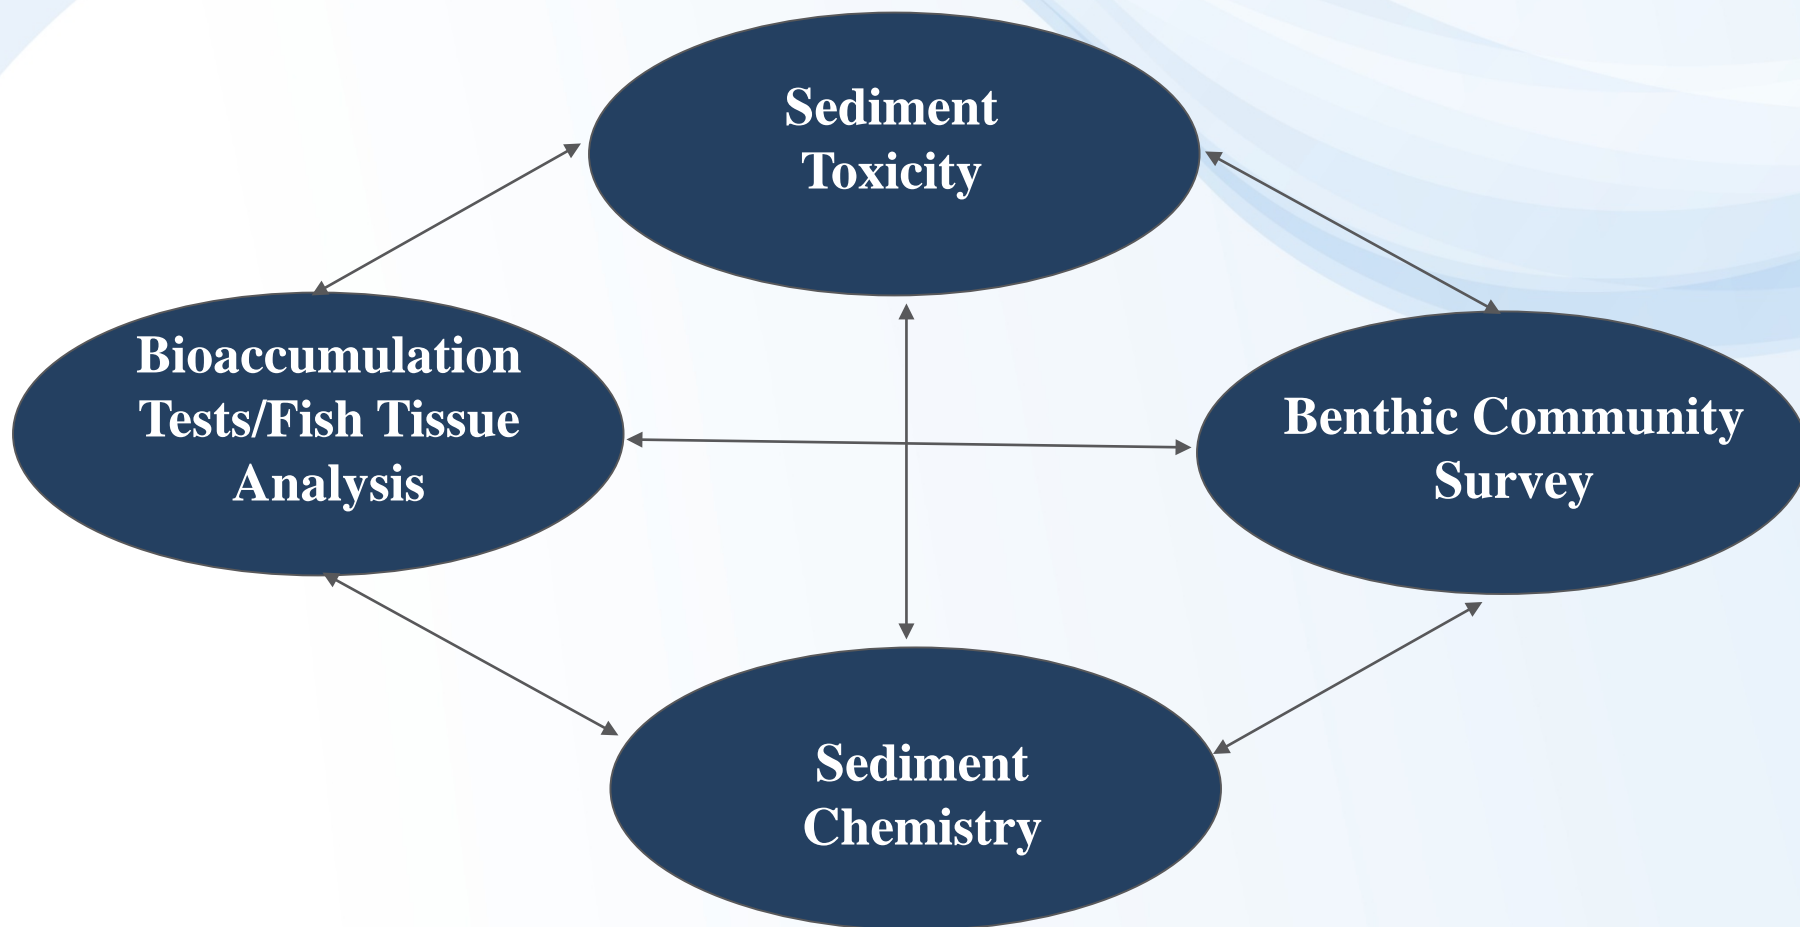 Sediment
Toxicity
Bioaccumulation
Tests/Fish Tissue
Analysis
Benthic Community
Survey
Sediment
Chemistry